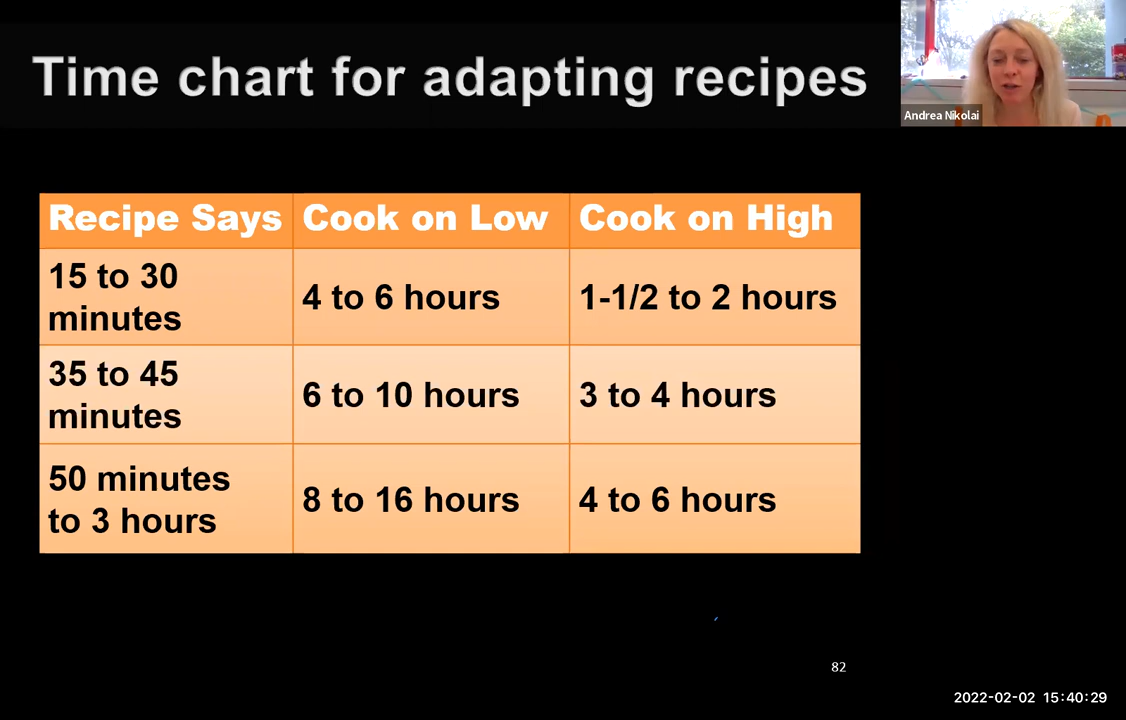 Time chart for adapting recipes
Andrea Nikolai
Recipe Says Cook on Low Cook on High
15 to 30
minutes
4 to 6 hours
1-1/2 to 2 hours
35 to 45
minutes
6 to 10 hours
3 to 4 hours
50 minutes
to 3 hours
8 to 16 hours
4 to 6 hours
82
2022-02-02 15:40:29